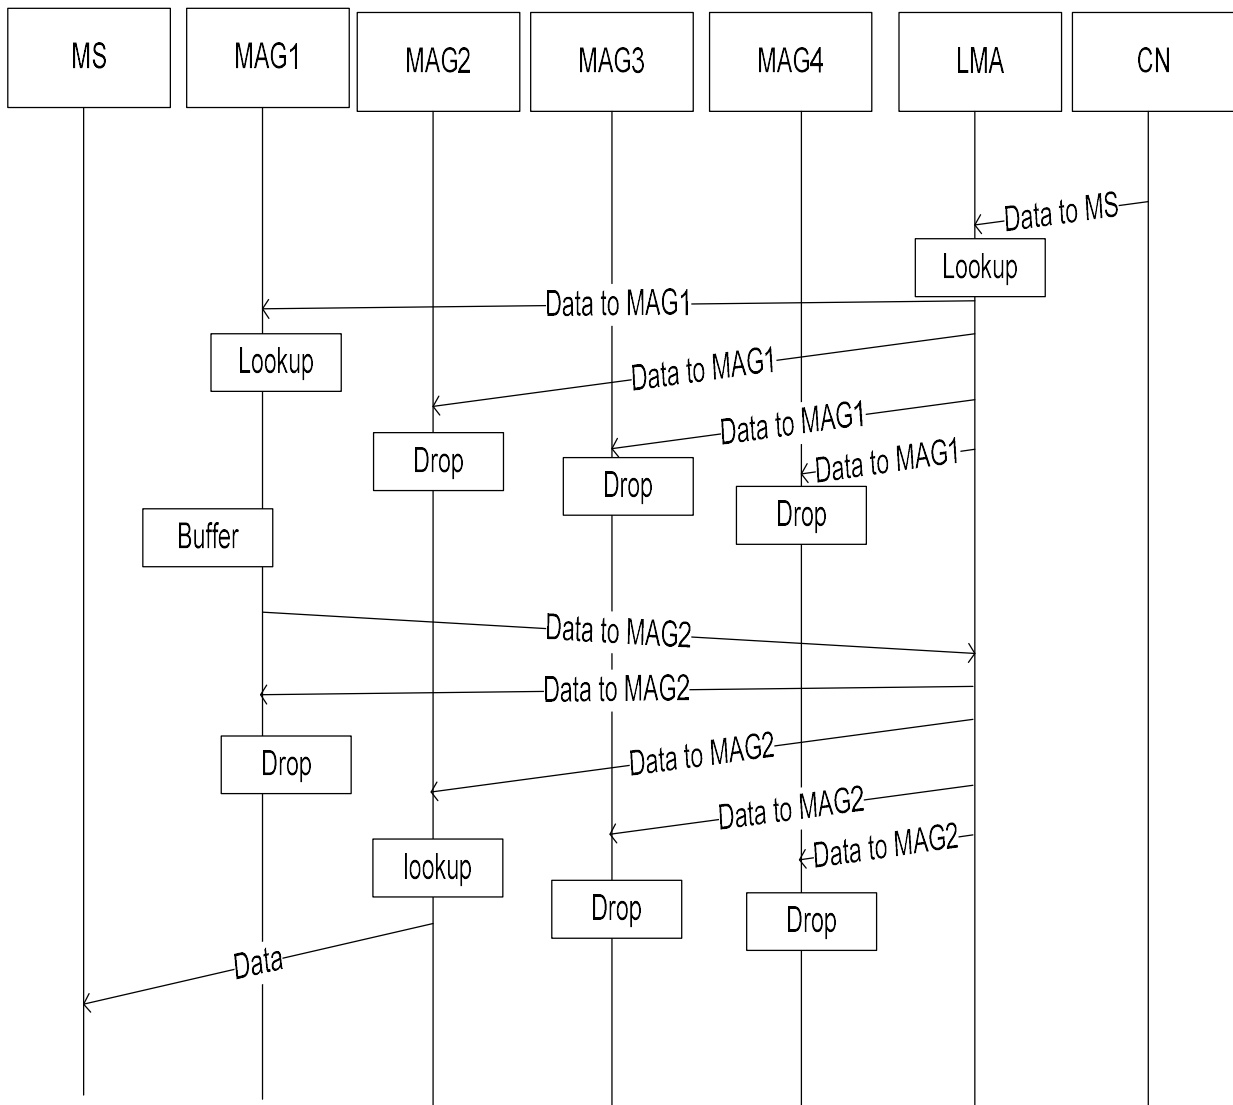 MS
MAG1
MAG2
MAG3
MAG4
LMA
CN
Data to MS
Lookup
Data to MAG1
Lookup
Data to MAG1
Data to MAG1
Data to MAG1
Drop
Drop
Drop
Buffer
Data to MAG2
Data to MAG2
Drop
Data to MAG2
Data to MAG2
Data to MAG2
lookup
Drop
Drop
Data